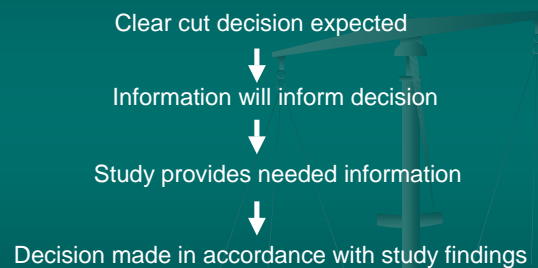 Clear cut decision expected
Information will inform decision
Study provides needed information
Decision made in accordance with study findings